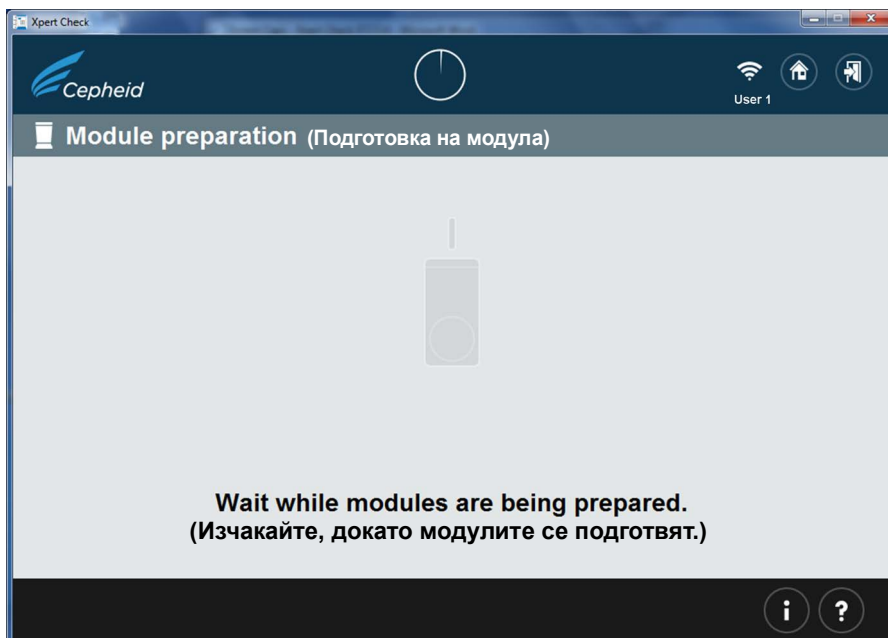 Xpert Check
Cepheid
User 1
Module preparation (Подготовка на модула)
Wait while modules are being prepared.
(Изчакайте, докато модулите се подготвят.)
i ?